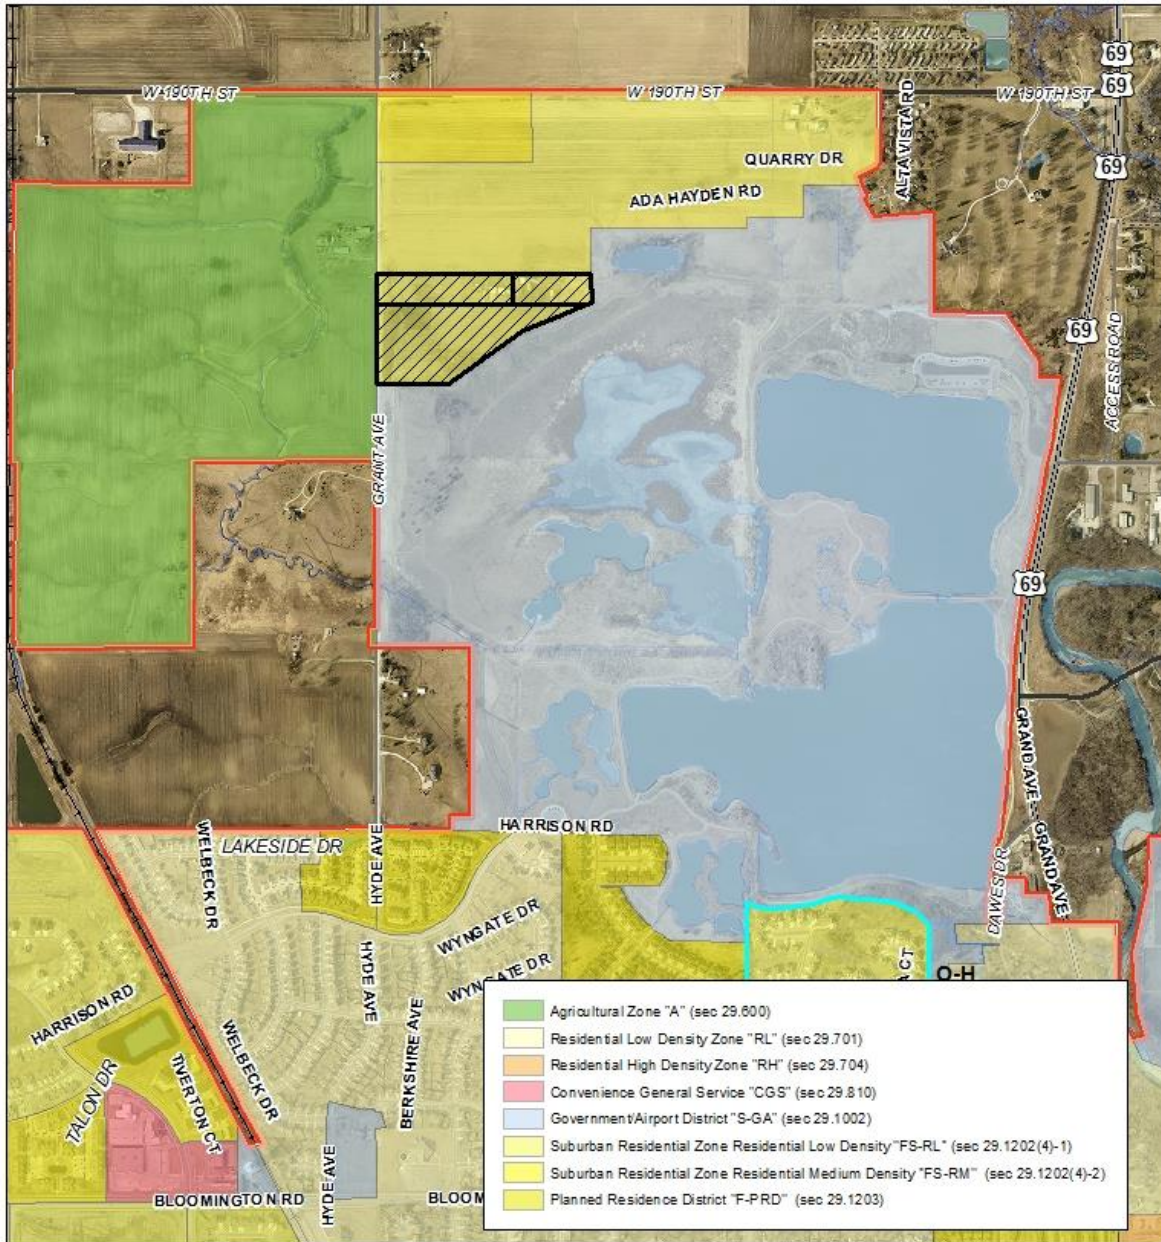 69
W 190TH ST
W 190TH ST
W 190TH ST
69
ALTA VISTA RD
QUARRY DR
69
ADA HAYDEN RD
69
ACCESS ROAD
GRANT AVE
69
GRAND AVE
GRAND AVE
HARRISON RD
WELBECK DR
LAKESIDE DR
HYDE AVE
DAWES DR
WYNGATE DR
HYDE AVE
WYNGATE DR
A CT
O-H
HARRISON RD
WELBECK DR
BERKSHIRE AVE
TIVERTON CT
TALON DR
HYDE AVE
BLOOMINGTON RD
BLOOM
Agricultural Zone "A" (sec 29.600)
Residential Low Density Zone "RL" (sec 29.701)
Residential High Density Zone "RH" (sec 29.704)
Convenience General Service "CGS" (sec 29.810)
Government/Airport District "S-GA" (sec 29.1002)
Suburban Residential Zone Residential Low Density "FS-RL" (sec 29.1202(4)-1)
Suburban Residential Zone Residential Medium Density "FS-RM" (sec 29.1202(4)-2)
Planned Residence District "F-PRD" (sec 29.1203)